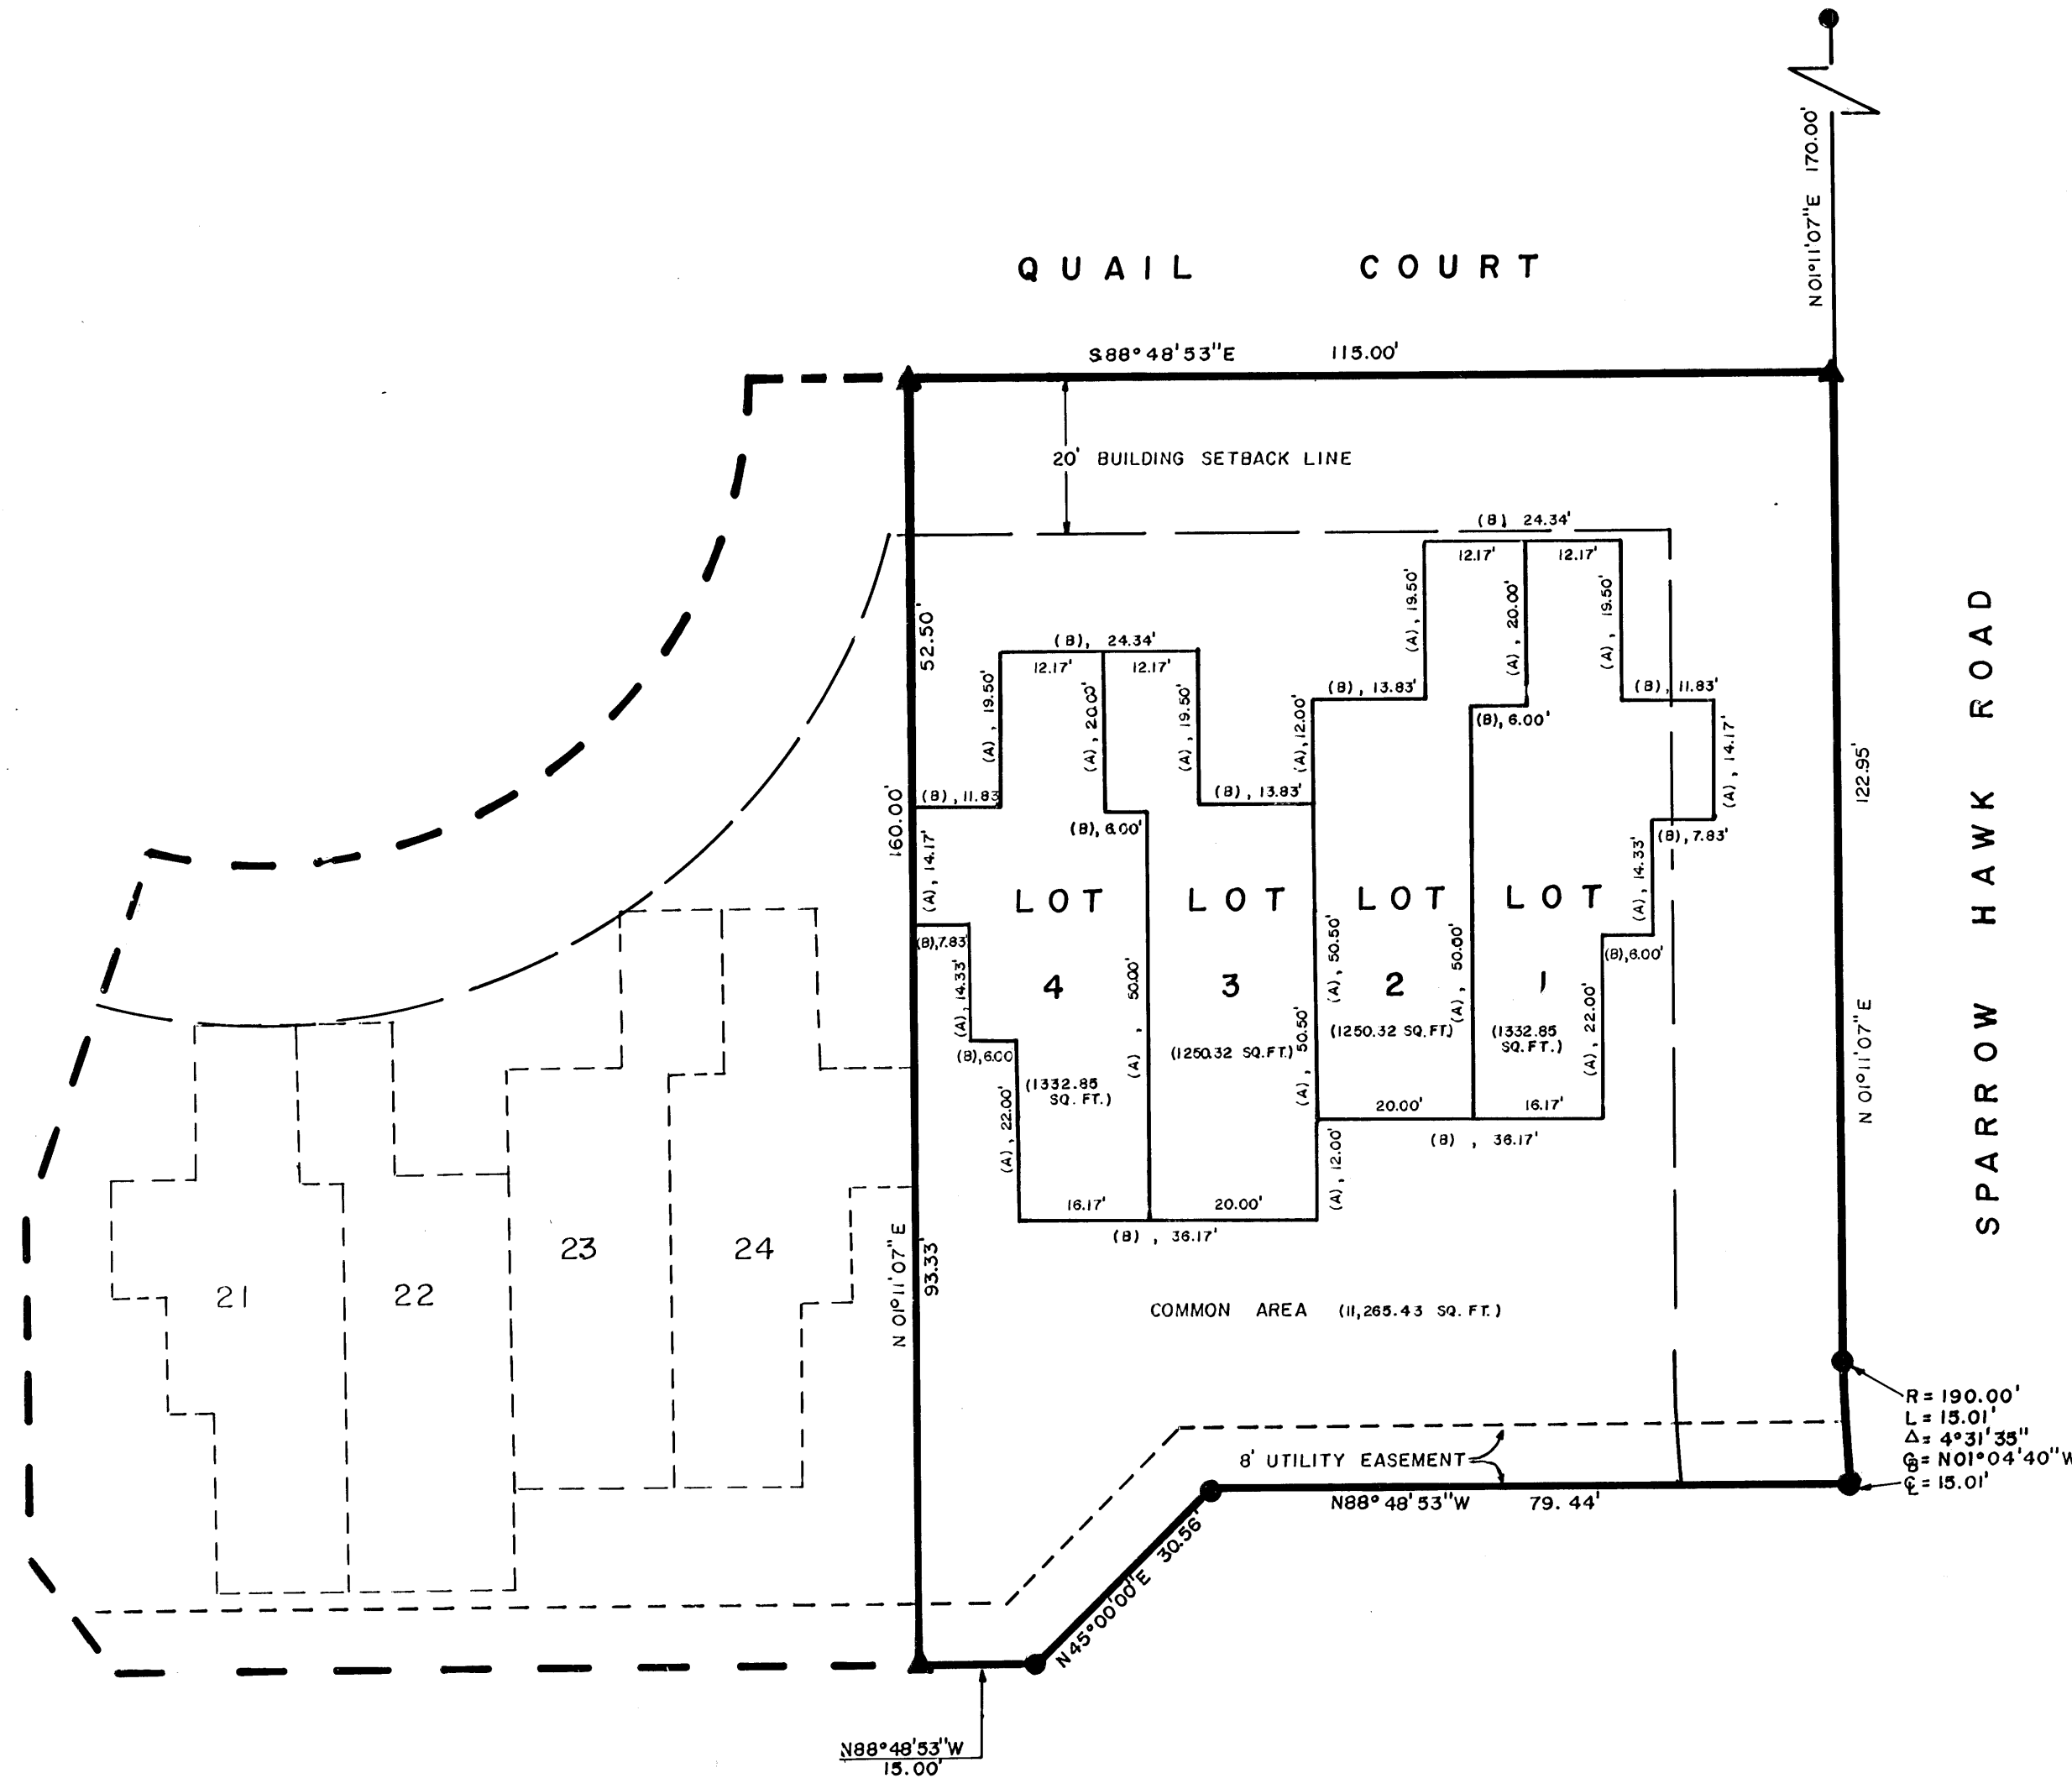 N 01°11'07"E 170.00'
QUAIL COURT
S88°48'53"E 115.00'
20' BUILDING SETBACK LINE
(B) 24.34'
12.17' 12.17'
(A), 19.50'
(A), 20.00'
(A), 19.50'
52.50'
(B), 24.34'
12.17' 12.17'
(A), 19.50'
(A), 20.00'
(A), 19.50'
(A), 12.00'
(B), 13.83'
(B), 11.83'
(B), 6.00'
(A), 14.17'
122.95'
SPARROW HAWK ROAD
160.00'
(B), 11.83
(B), 13.83'
(B), 6.00'
(B), 7.83'
(A), 14.17'
(A), 14.33'
LOT LOT LOT LOT
(B), 7.83'
(B), 6.00'
4 3 2 1
(A), 14.33'
(A), 50.00'
(A), 50.50'
(A), 50.00'
(A), 22.00'
(1250.32 SQ.FT.)
(1332.85
SQ.FT.)
(B), 6.00
(1250.32 SQ.FT.)
(A), 50.50'
(1332.85
SQ.FT.)
(A), 22.00'
N 01°11'07"E
20.00' 16.17'
(B), 36.17'
(A), 12.00'
16.17' 20.00'
(B), 36.17'
N 01°11'07"E
93.33'
21 22 23 24
COMMON AREA (11,265.43 SQ. FT.)
R = 190.00'
L = 15.01'
Δ = 4°31'35"
CB = N01°04'40"W
CL = 15.01'
8' UTILITY EASEMENT
N88°48'53"W 79.44'
N45°00'00"E 30.56'
N88°48'53"W
15.00'